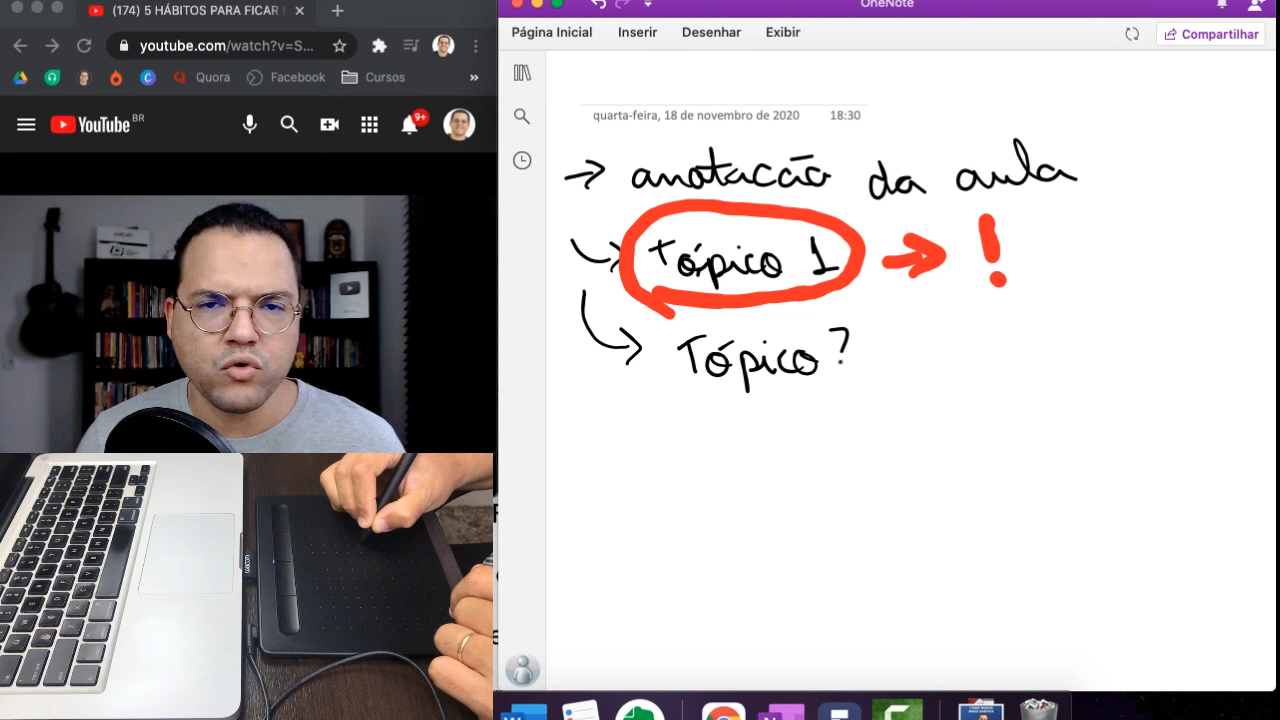 (174) 5 HÁBITOS PARA FICAR
youtube.com/watch?v=S...
Quora
Facebook
Cursos
»
YouTube BR
9+
OneNote
Página Inicial
Inserir
Desenhar
Exibir
Compartilhar
quarta-feira, 18 de novembro de 2020 18:30
→ anotação da aula
Tópico 1 → !
Tópico ?
wacom